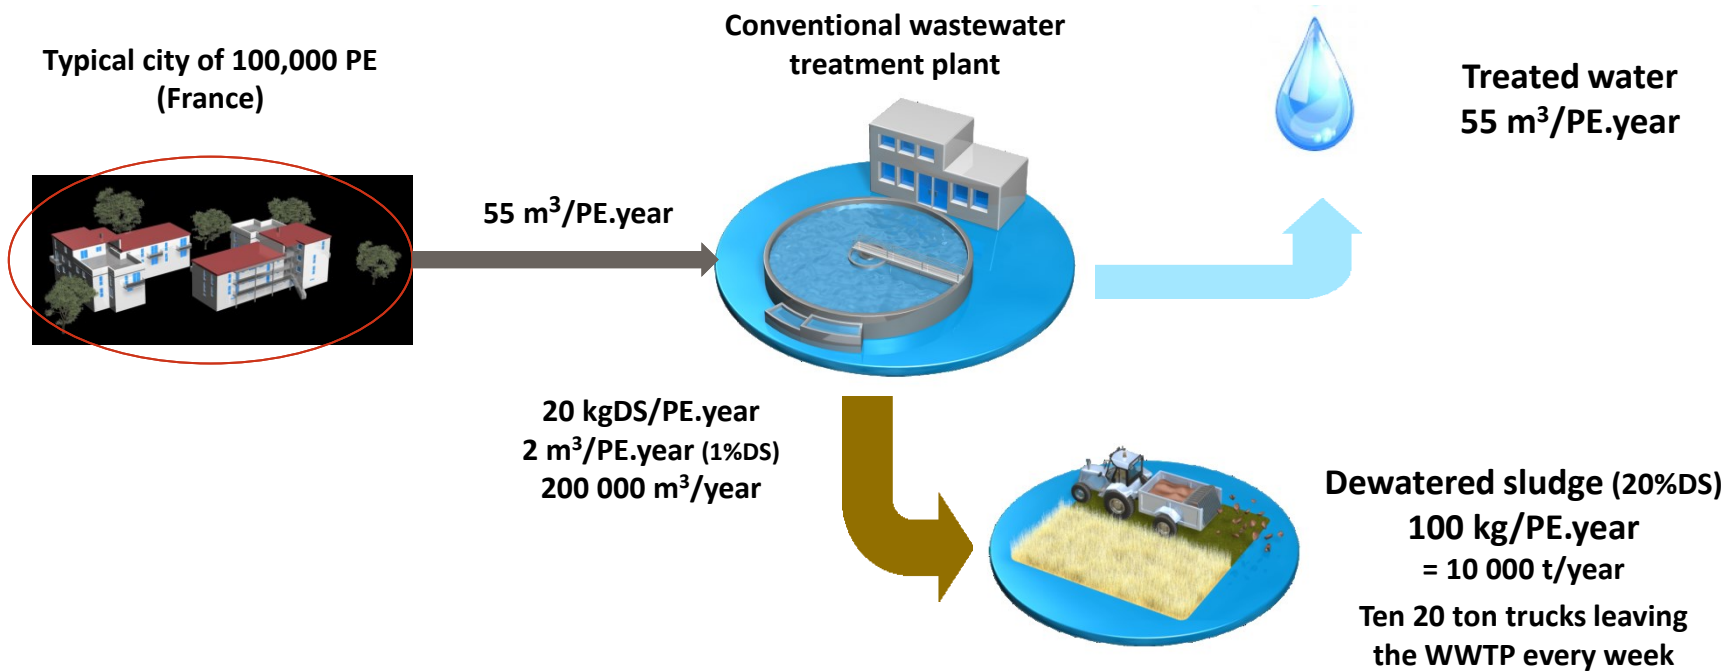 Typical city of 100,000 PE
(France)
Conventional wastewater
treatment plant
Treated water
55 m³/PE.year
55 m³/PE.year
20 kgDS/PE.year
2 m³/PE.year (1%DS)
200 000 m³/year
Dewatered sludge (20%DS)
100 kg/PE.year
= 10 000 t/year
Ten 20 ton trucks leaving
the WWTP every week